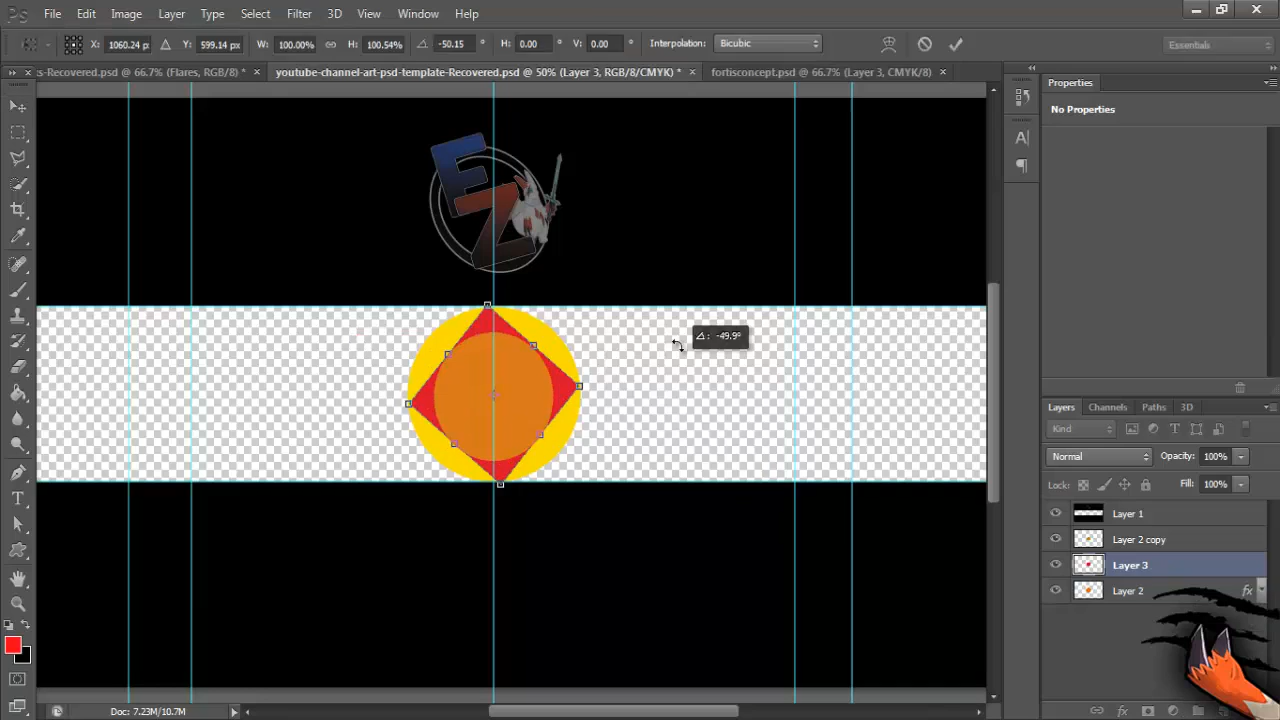 Ps File Edit Image Layer Type Select Filter 3D View Window Help
X: 1060.24 p Y: 599.14 px W: 100.00% H: 100.54% -50.15 ° H: 0.00 ° V: 0.00 ° Interpolation: Bicubic Essentials
s-Recovered.psd @ 66.7% (Flares, RGB/8) * × youtube-channel-art-psd-template-Recovered.psd @ 50% (Layer 3, RGB/8/CMYK) * × fortisconcept.psd @ 66.7% (Layer 3, CMYK/8) ×
Properties
No Properties
EZ
-49.9°
Layers Channels Paths 3D
Kind
Normal Opacity: 100%
Lock: Fill: 100%
Layer 1
Layer 2 copy
Layer 3
Layer 2 fx
Doc: 7.23M/10.7M
fx